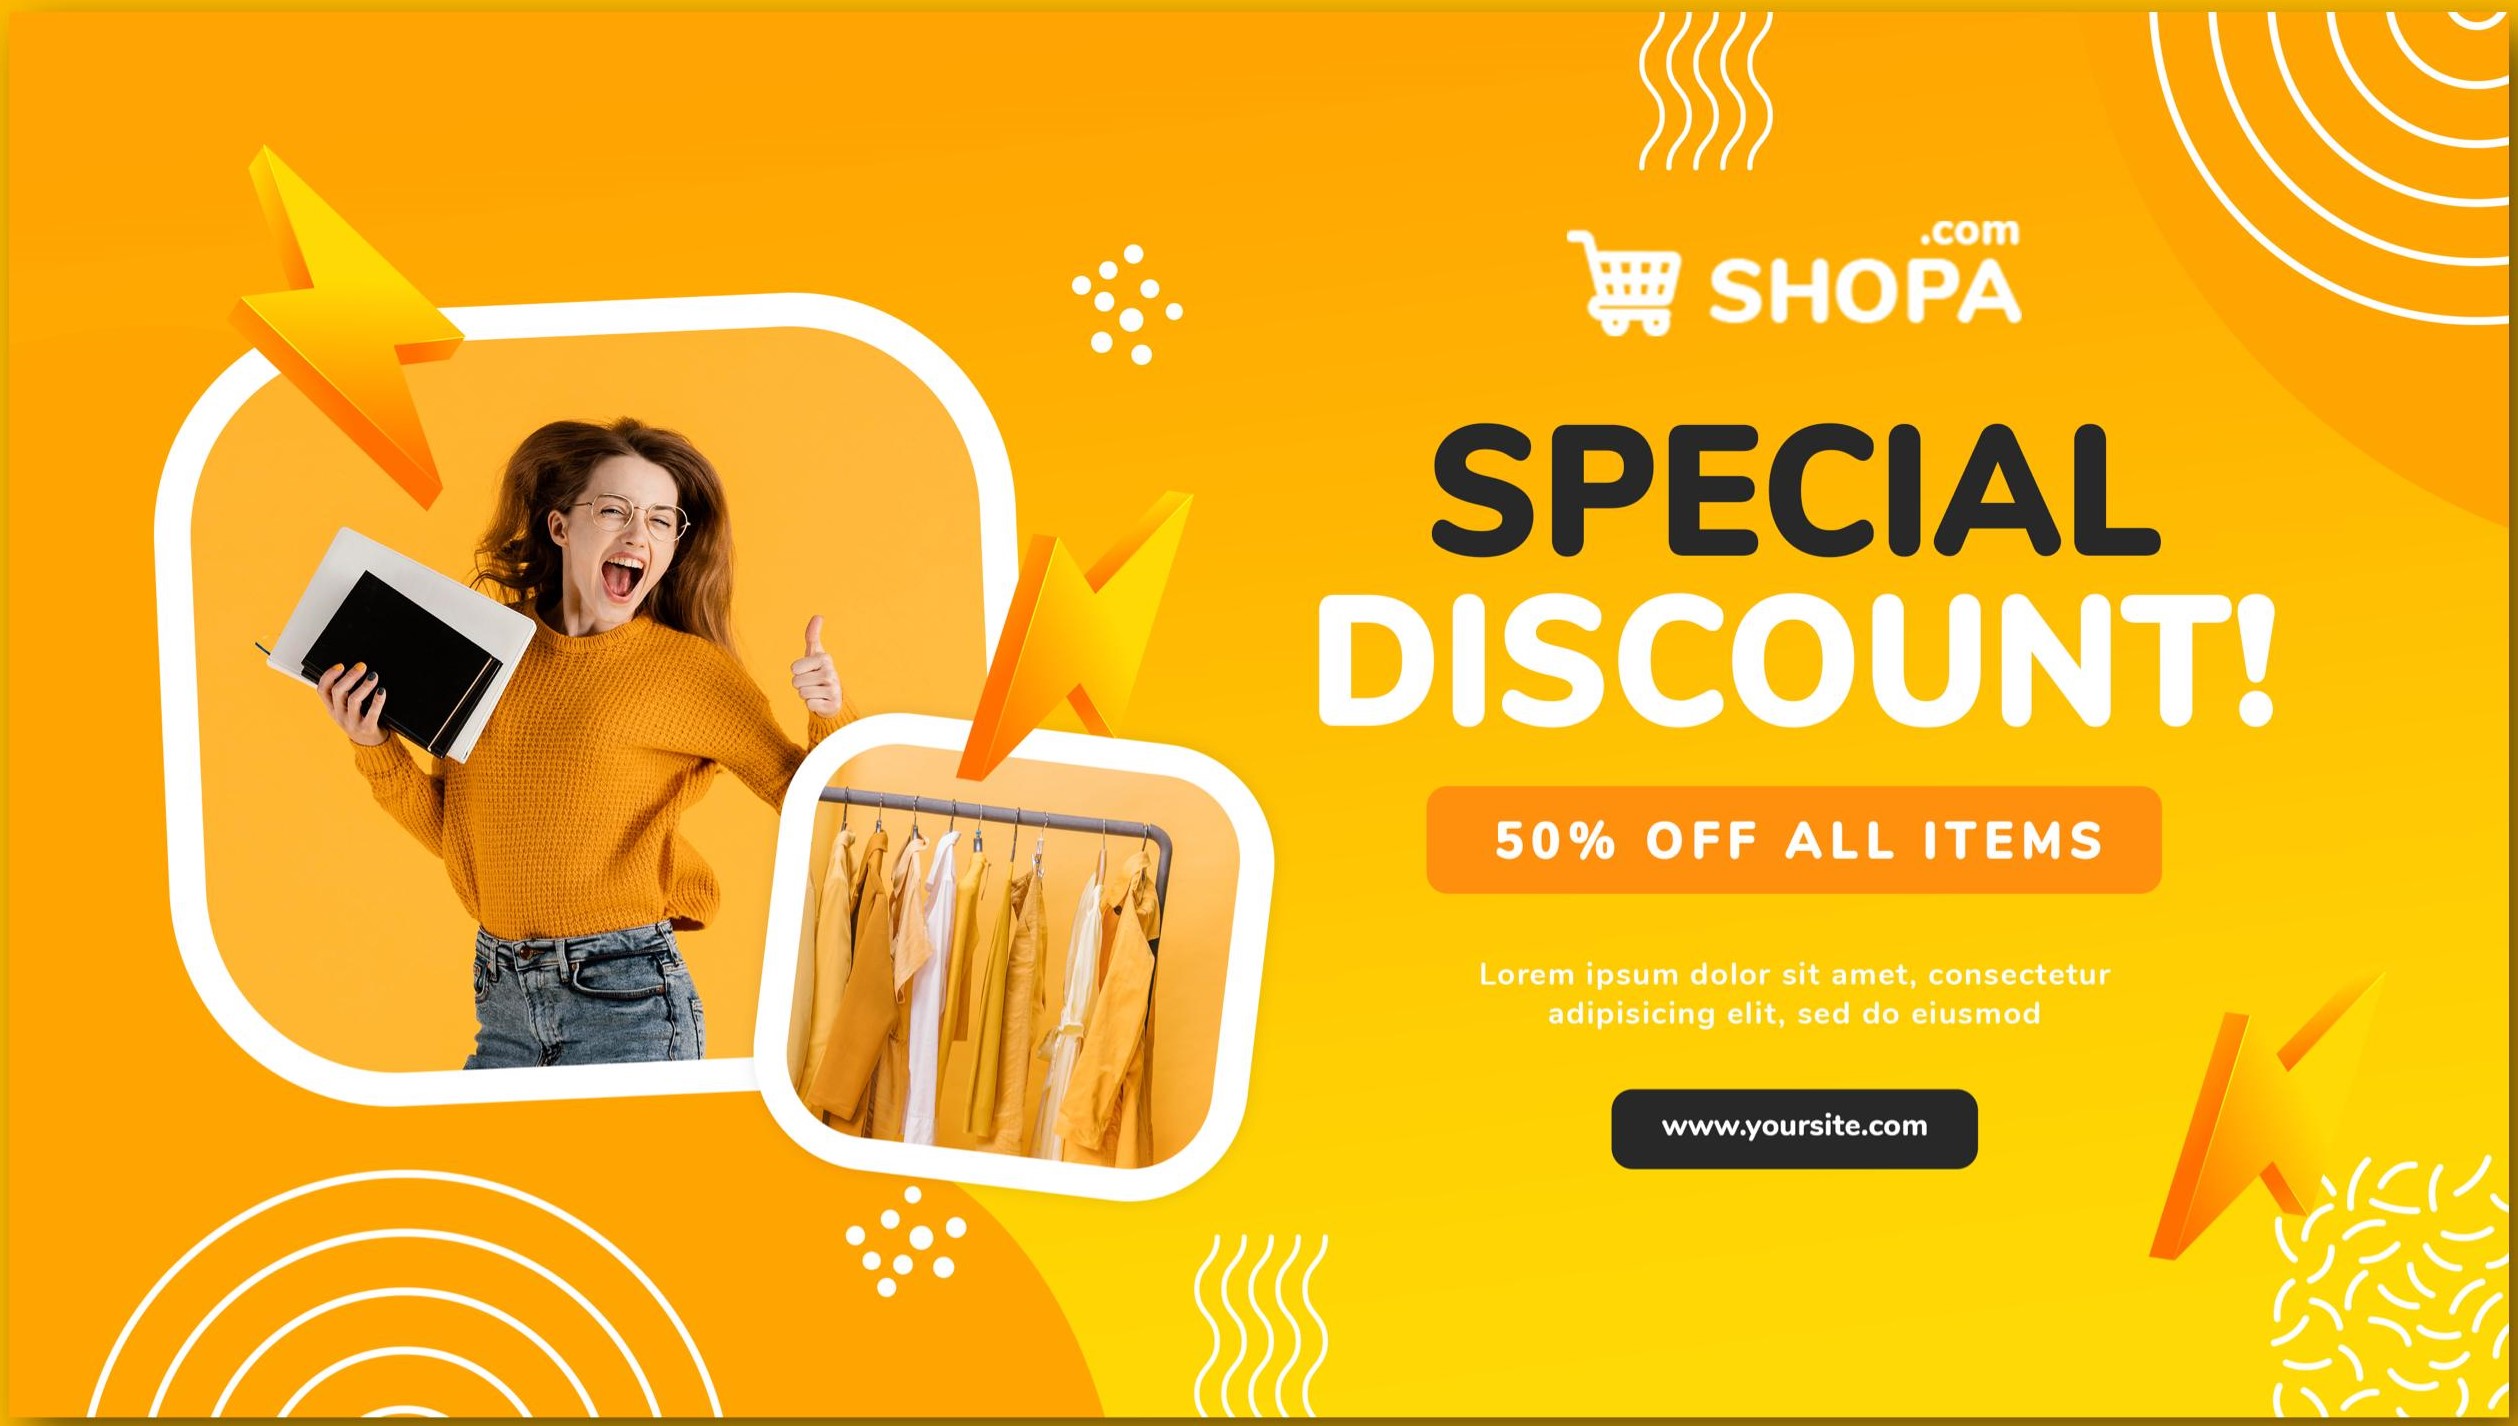 .com
SHOPA
SPECIAL
DISCOUNT!
50% OFF ALL ITEMS
Lorem ipsum dolor sit amet, consectetur
adipisicing elit, sed do eiusmod
www.yoursite.com